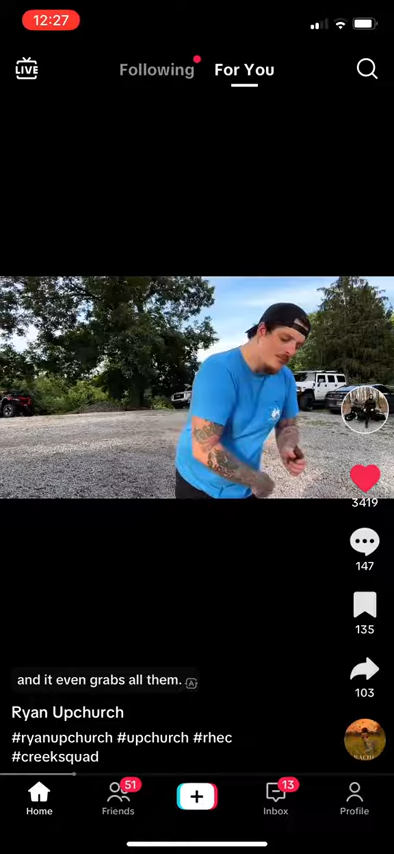 12:27
LIVE
Following
For You
3419
147
135
103
and it even grabs all them.
Ryan Upchurch
#ryanupchurch #upchurch #rhec
#creeksquad
51
13
Home
Friends
Inbox
Profile